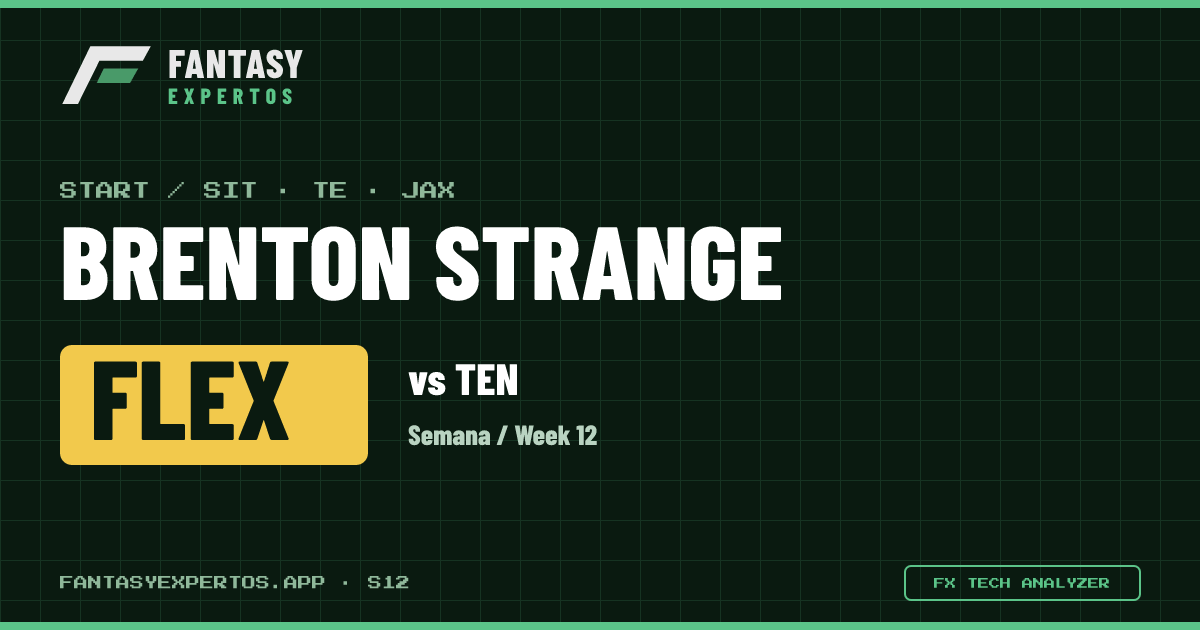 FANTASY
EXPERTOS
START / SIT · TE · JAX
BRENTON STRANGE
FLEX
vs TEN
Semana / Week 12
FANTASYEXPERTOS.APP · S12
FX TECH ANALYZER